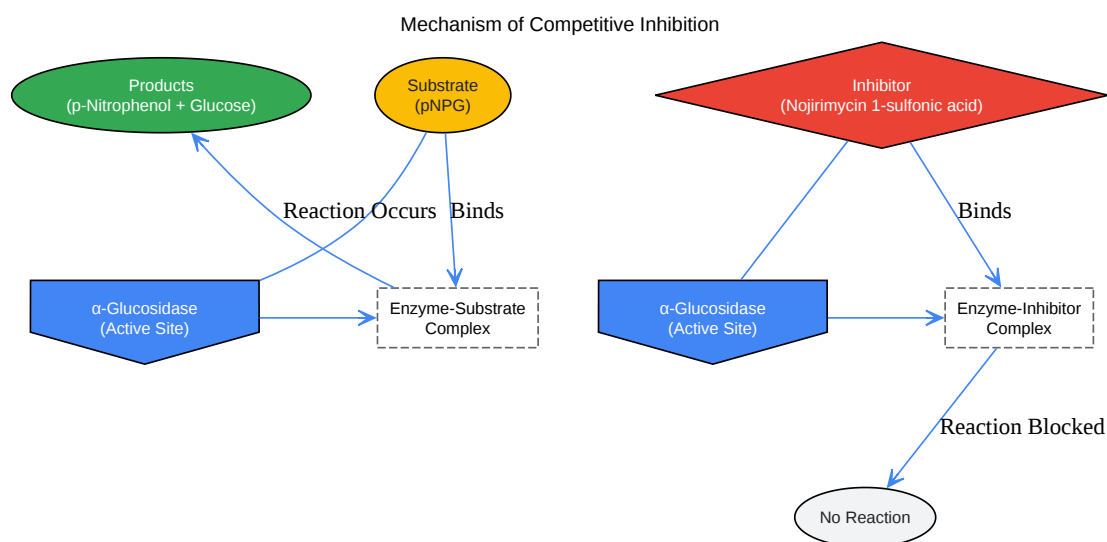 Mechanism of Competitive Inhibition
Products
(p-Nitrophenol + Glucose)
Substrate
(pNPG)
Inhibitor
(Nojirimycin 1-sulfonic acid)
Reaction Occurs
Binds
Binds
α-Glucosidase
(Active Site)
Enzyme-Substrate
Complex
α-Glucosidase
(Active Site)
Enzyme-Inhibitor
Complex
Reaction Blocked
No Reaction